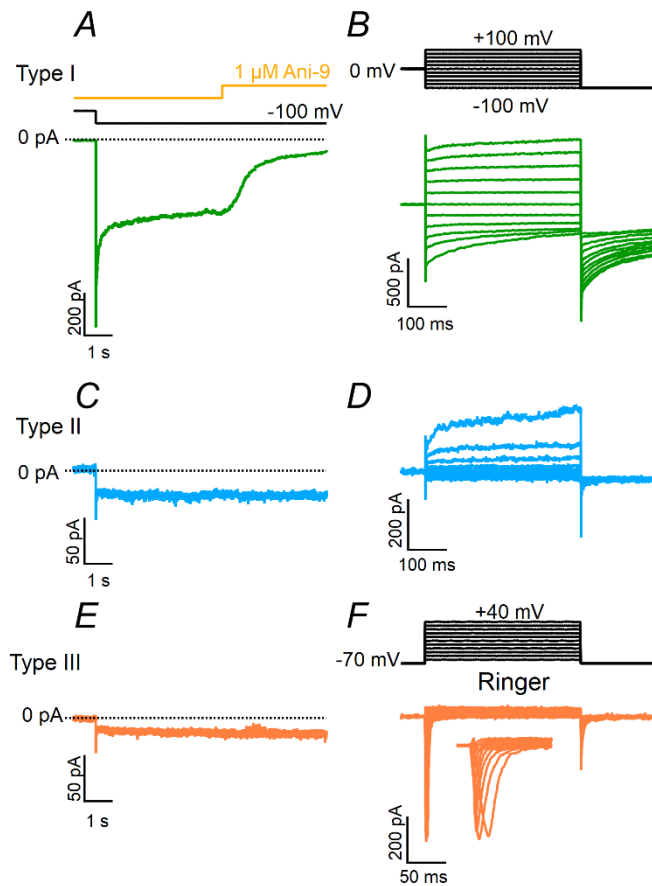 A
B
Type I
1 µM Ani-9
-100 mV
0 pA
200 pA
1 s
+100 mV
0 mV
-100 mV
500 pA
100 ms
C
D
Type II
0 pA
50 pA
1 s
200 pA
100 ms
E
F
Type III
0 pA
50 pA
1 s
+40 mV
-70 mV
Ringer
200 pA
50 ms